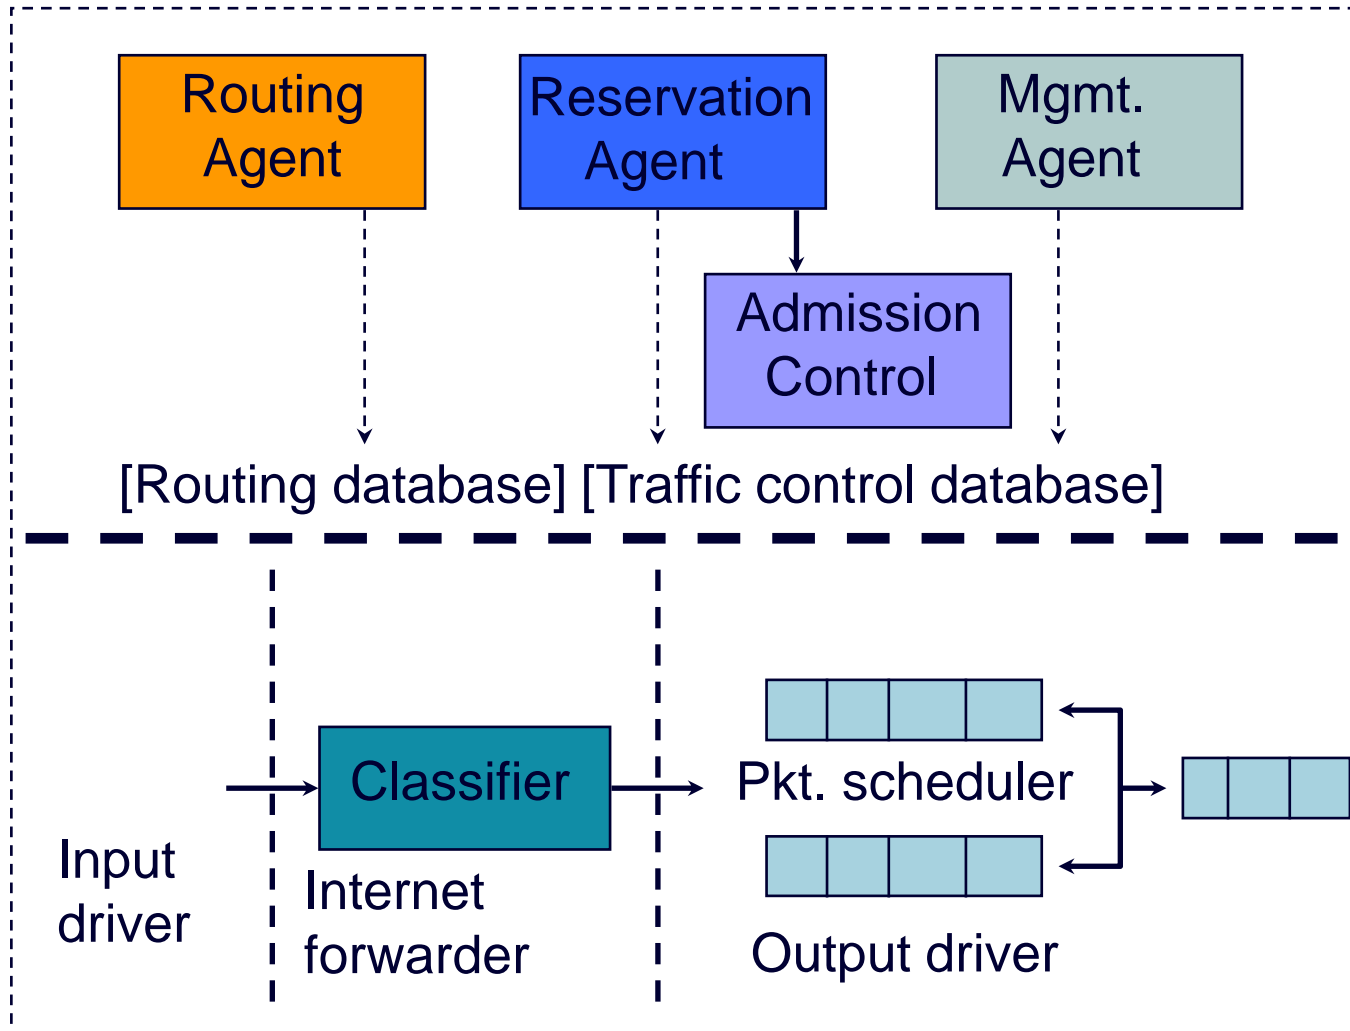 Routing
Agent
Reservation
Agent
Mgmt.
Agent
Admission
Control
[Routing database] [Traffic control database]
Classifier
Pkt. scheduler
Input
driver
Internet
forwarder
Output driver